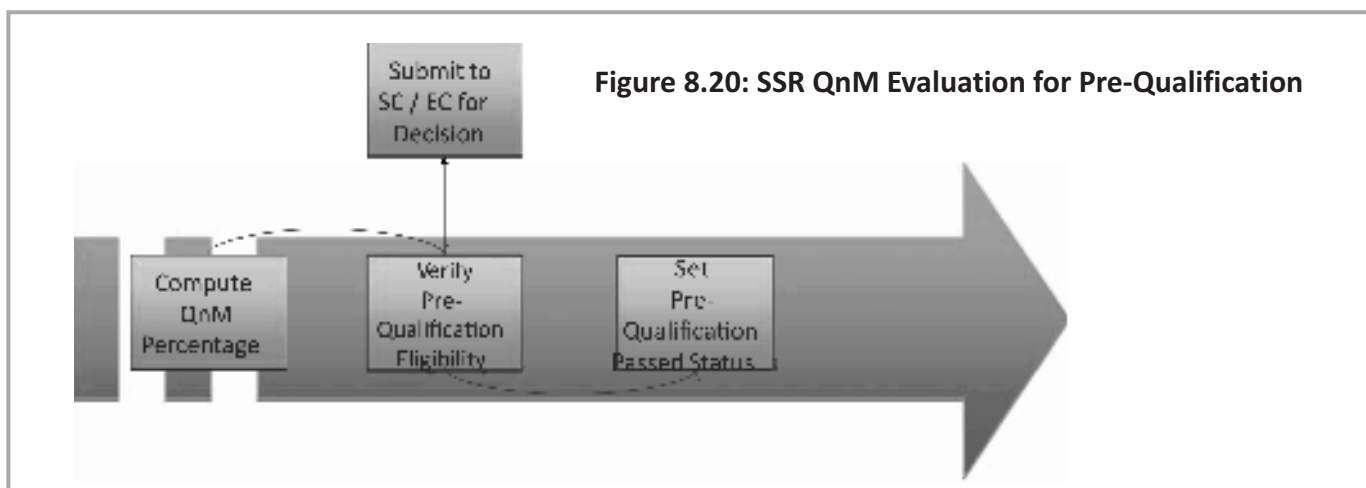 Figure 8.20: SSR QnM Evaluation for Pre-Qualification
Submit to
SC / EC for
Decision
Compute
QnM
Percentage
Verify
Pre-
Qualification
Eligibility
Set
Pre-
Qualification
Passed Status